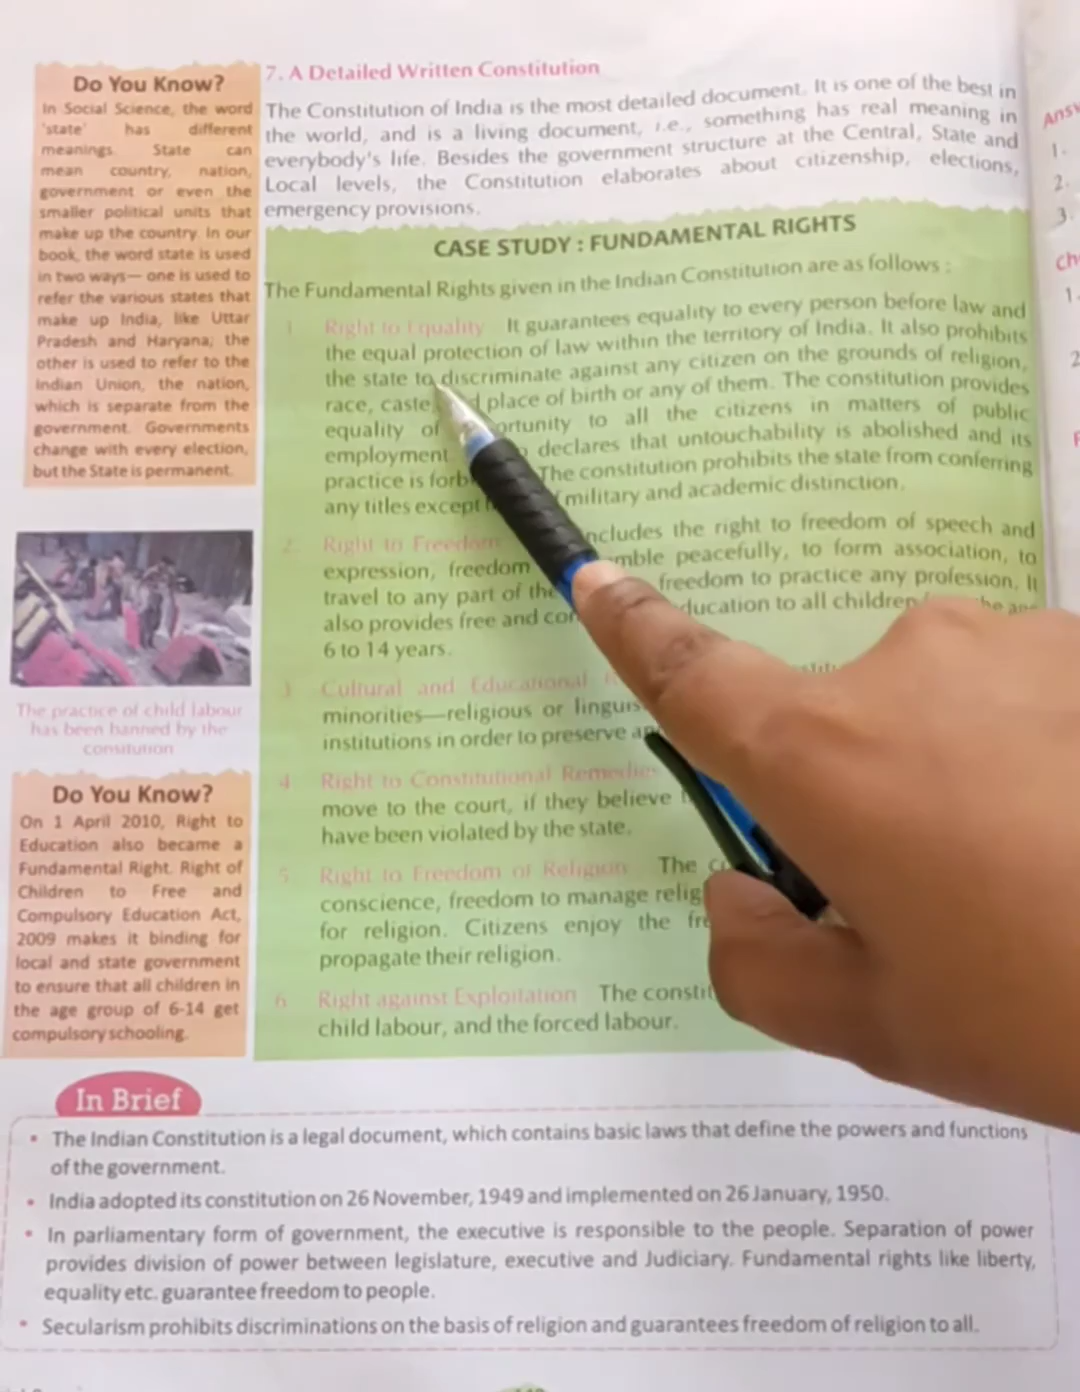 Do You Know?
In Social Science, the word
'state' has different
meanings. State can
mean country, nation,
government or even the
smaller political units that
make up the country. In our
book, the word state is used
in two ways— one is used to
refer the various states that
make up India, like Uttar
Pradesh and Haryana; the
other is used to refer to the
Indian Union, the nation,
which is separate from the
government. Governments
change with every election,
but the State is permanent.
The practice of child labour
has been banned by the
consitution
Do You Know?
On 1 April 2010, Right to
Education also became a
Fundamental Right. Right of
Children to Free and
Compulsory Education Act,
2009 makes it binding for
local and state government
to ensure that all children in
the age group of 6-14 get
compulsory schooling.
7. A Detailed Written Constitution
The Constitution of India is the most detailed document. It is one of the best in
the world, and is a living document, i.e., something has real meaning in
everybody's life. Besides the government structure at the Central, State and
Local levels, the Constitution elaborates about citizenship, elections,
emergency provisions.
CASE STUDY : FUNDAMENTAL RIGHTS
The Fundamental Rights given in the Indian Constitution are as follows :
1. Right to Equality It guarantees equality to every person before law and
the equal protection of law within the territory of India. It also prohibits
the state to discriminate against any citizen on the grounds of religion,
race, caste, place of birth or any of them. The constitution provides
equality of to all the citizens in matters of public
employment declares that untouchability is abolished and its
practice is The constitution prohibits the state from conferring
any titles except military and academic distinction.
2. Right to Freedom the right to freedom of speech and
expression, freedom peacefully, to form association, to
travel to any part of the freedom to practice any profession. It
also provides free and to all children
6 to 14 years.
3. Cultural and Educational
minorities—religious or
institutions in order to preserve
4. Right to Constitutional Remedies
move to the court, if they believe
have been violated by the state.
5. Right to Freedom of Religion The
conscience, freedom to manage
for religion. Citizens enjoy the
propagate their religion.
6. Right against Exploitation The
child labour, and the forced labour.
In Brief
• The Indian Constitution is a legal document, which contains basic laws that define the powers and functions
of the government.
• India adopted its constitution on 26 November, 1949 and implemented on 26 January, 1950.
• In parliamentary form of government, the executive is responsible to the people. Separation of power
provides division of power between legislature, executive and Judiciary. Fundamental rights like liberty,
equality etc. guarantee freedom to people.
• Secularism prohibits discriminations on the basis of religion and guarantees freedom of religion to all.
1.
2.
3.
1.
2